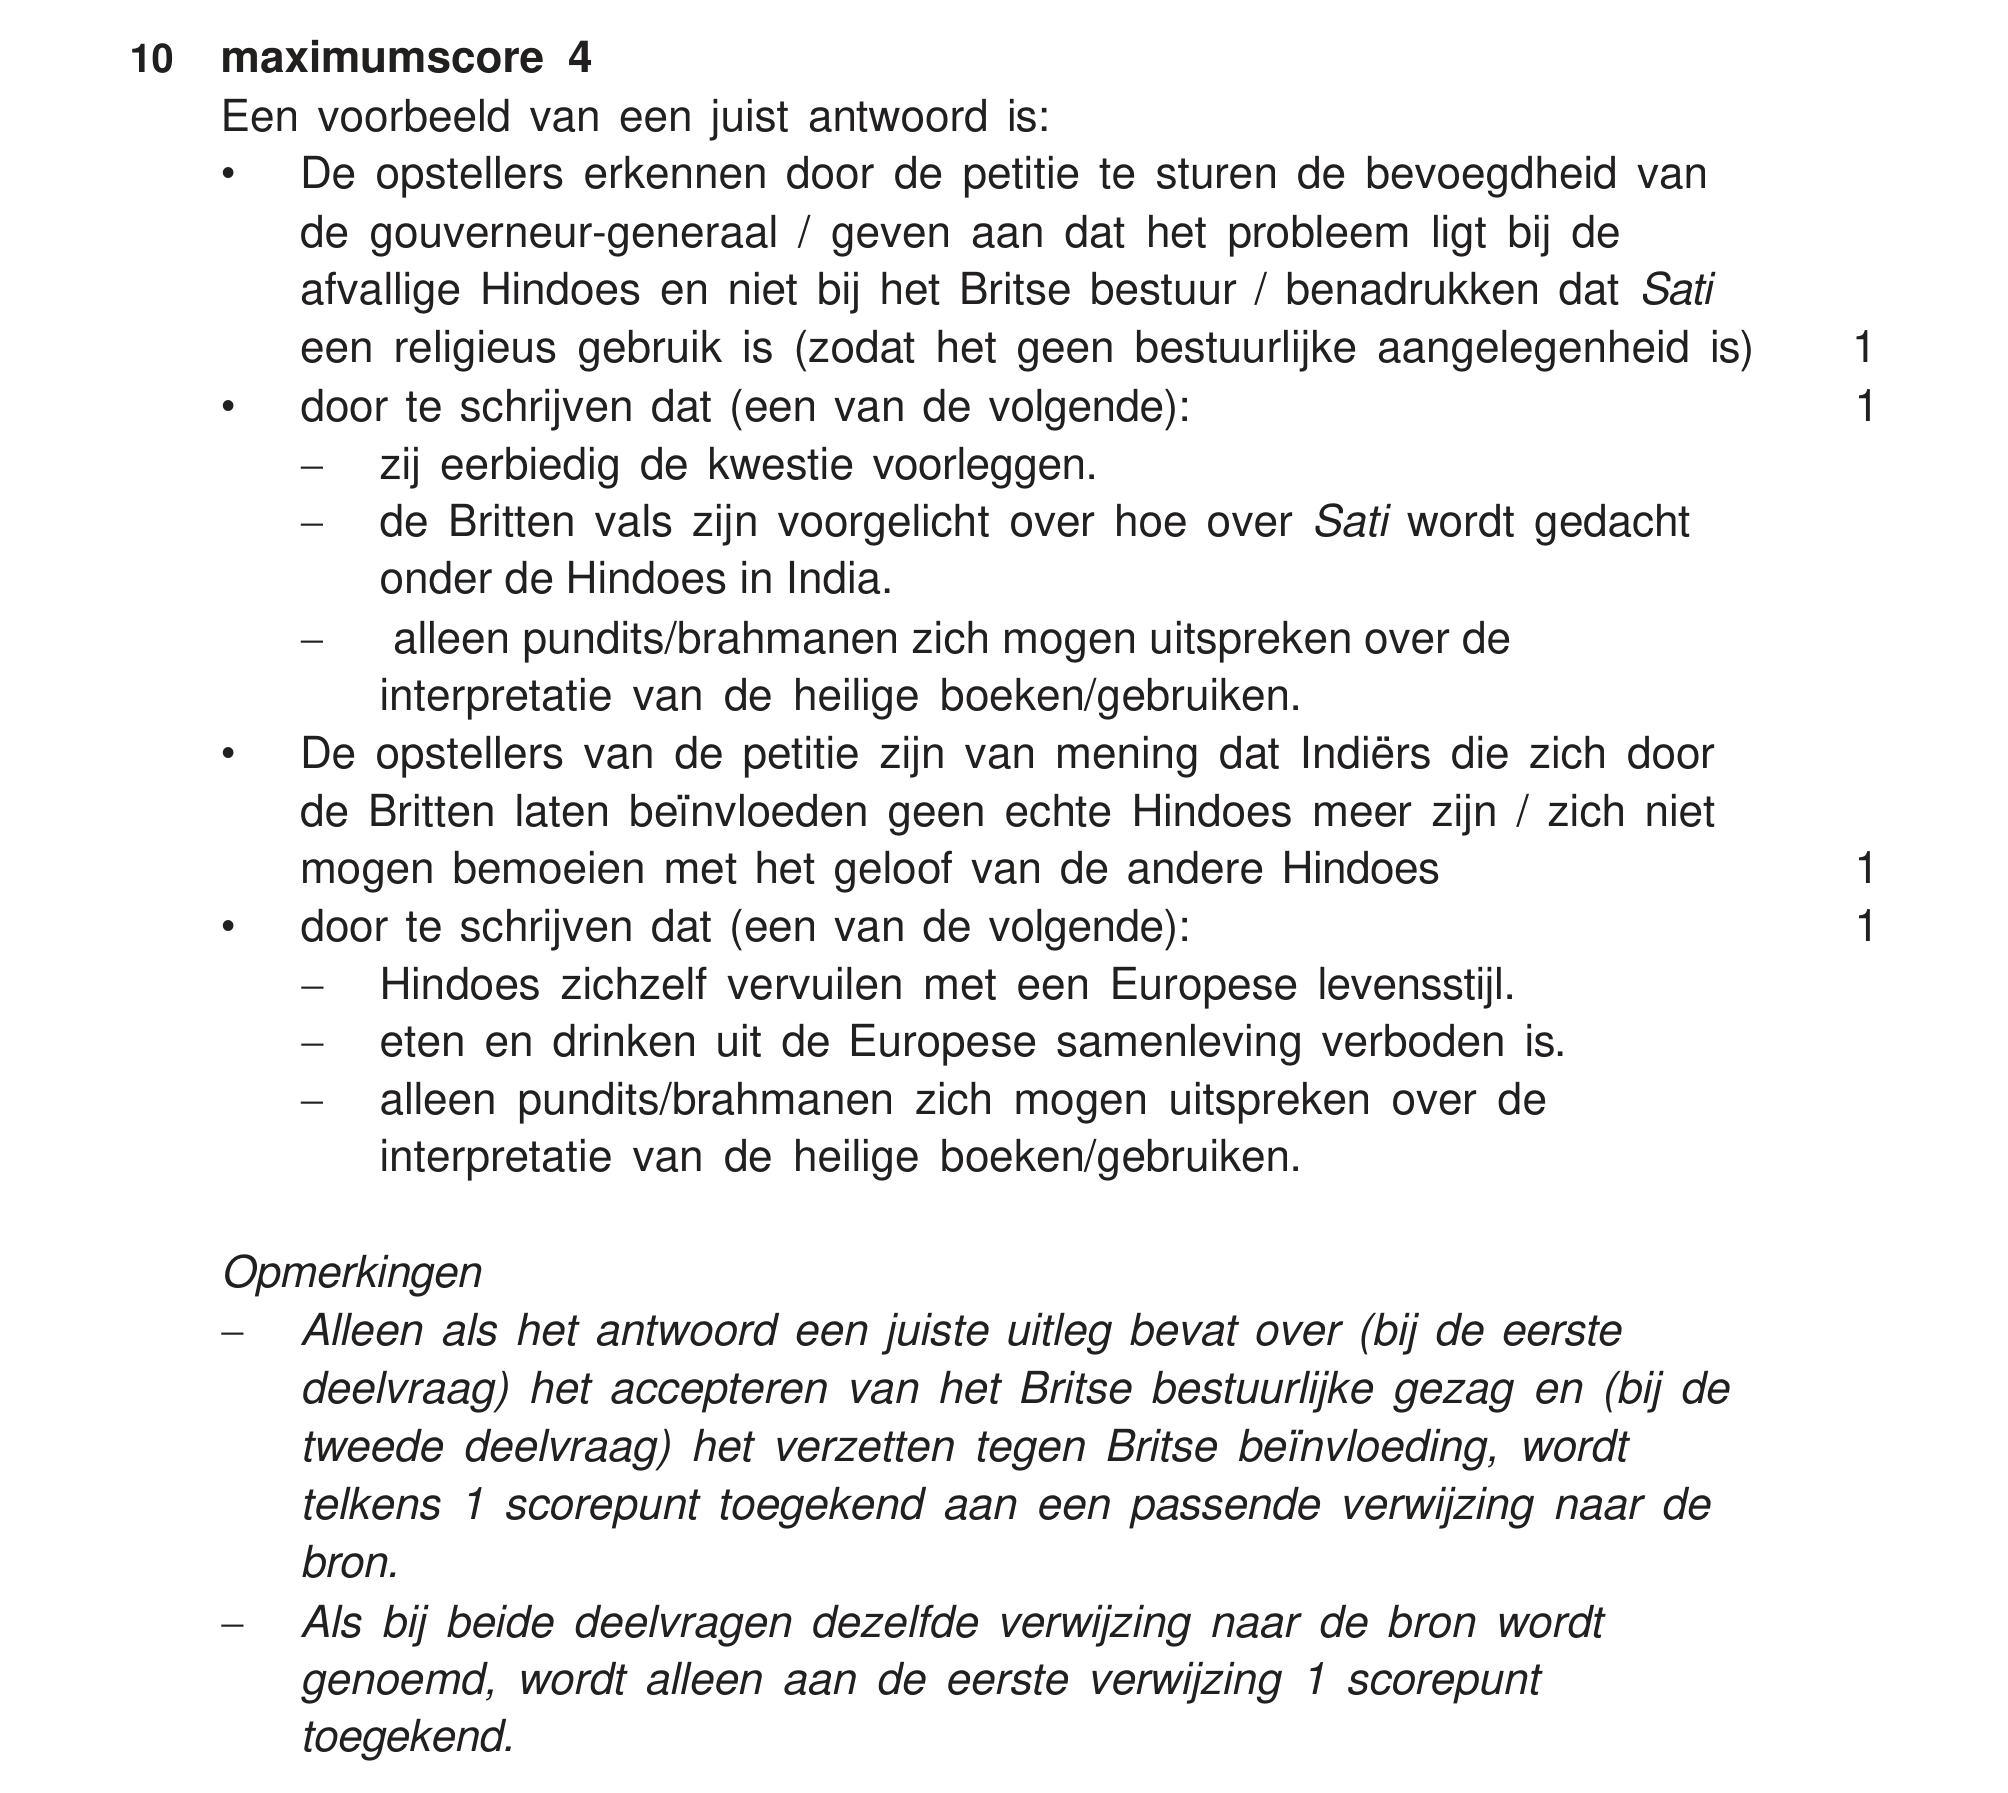 10 maximumscore 4
Een voorbeeld van een juist antwoord is:
• De opstellers erkennen door de petitie te sturen de bevoegdheid van
de gouverneur-generaal / geven aan dat het probleem ligt bij de
afvallige Hindoes en niet bij het Britse bestuur / benadrukken dat Sati
een religieus gebruik is (zodat het geen bestuurlijke aangelegenheid is) 1
• door te schrijven dat (een van de volgende): 1
− zij eerbiedig de kwestie voorleggen.
− de Britten vals zijn voorgelicht over hoe over Sati wordt gedacht
onder de Hindoes in India.
− alleen pundits/brahmanen zich mogen uitspreken over de
interpretatie van de heilige boeken/gebruiken.
• De opstellers van de petitie zijn van mening dat Indiërs die zich door
de Britten laten beïnvloeden geen echte Hindoes meer zijn / zich niet
mogen bemoeien met het geloof van de andere Hindoes 1
• door te schrijven dat (een van de volgende): 1
− Hindoes zichzelf vervuilen met een Europese levensstijl.
− eten en drinken uit de Europese samenleving verboden is.
− alleen pundits/brahmanen zich mogen uitspreken over de
interpretatie van de heilige boeken/gebruiken.
Opmerkingen
− Alleen als het antwoord een juiste uitleg bevat over (bij de eerste
deelvraag) het accepteren van het Britse bestuurlijke gezag en (bij de
tweede deelvraag) het verzetten tegen Britse beïnvloeding, wordt
telkens 1 scorepunt toegekend aan een passende verwijzing naar de
bron.
− Als bij beide deelvragen dezelfde verwijzing naar de bron wordt
genoemd, wordt alleen aan de eerste verwijzing 1 scorepunt
toegekend.